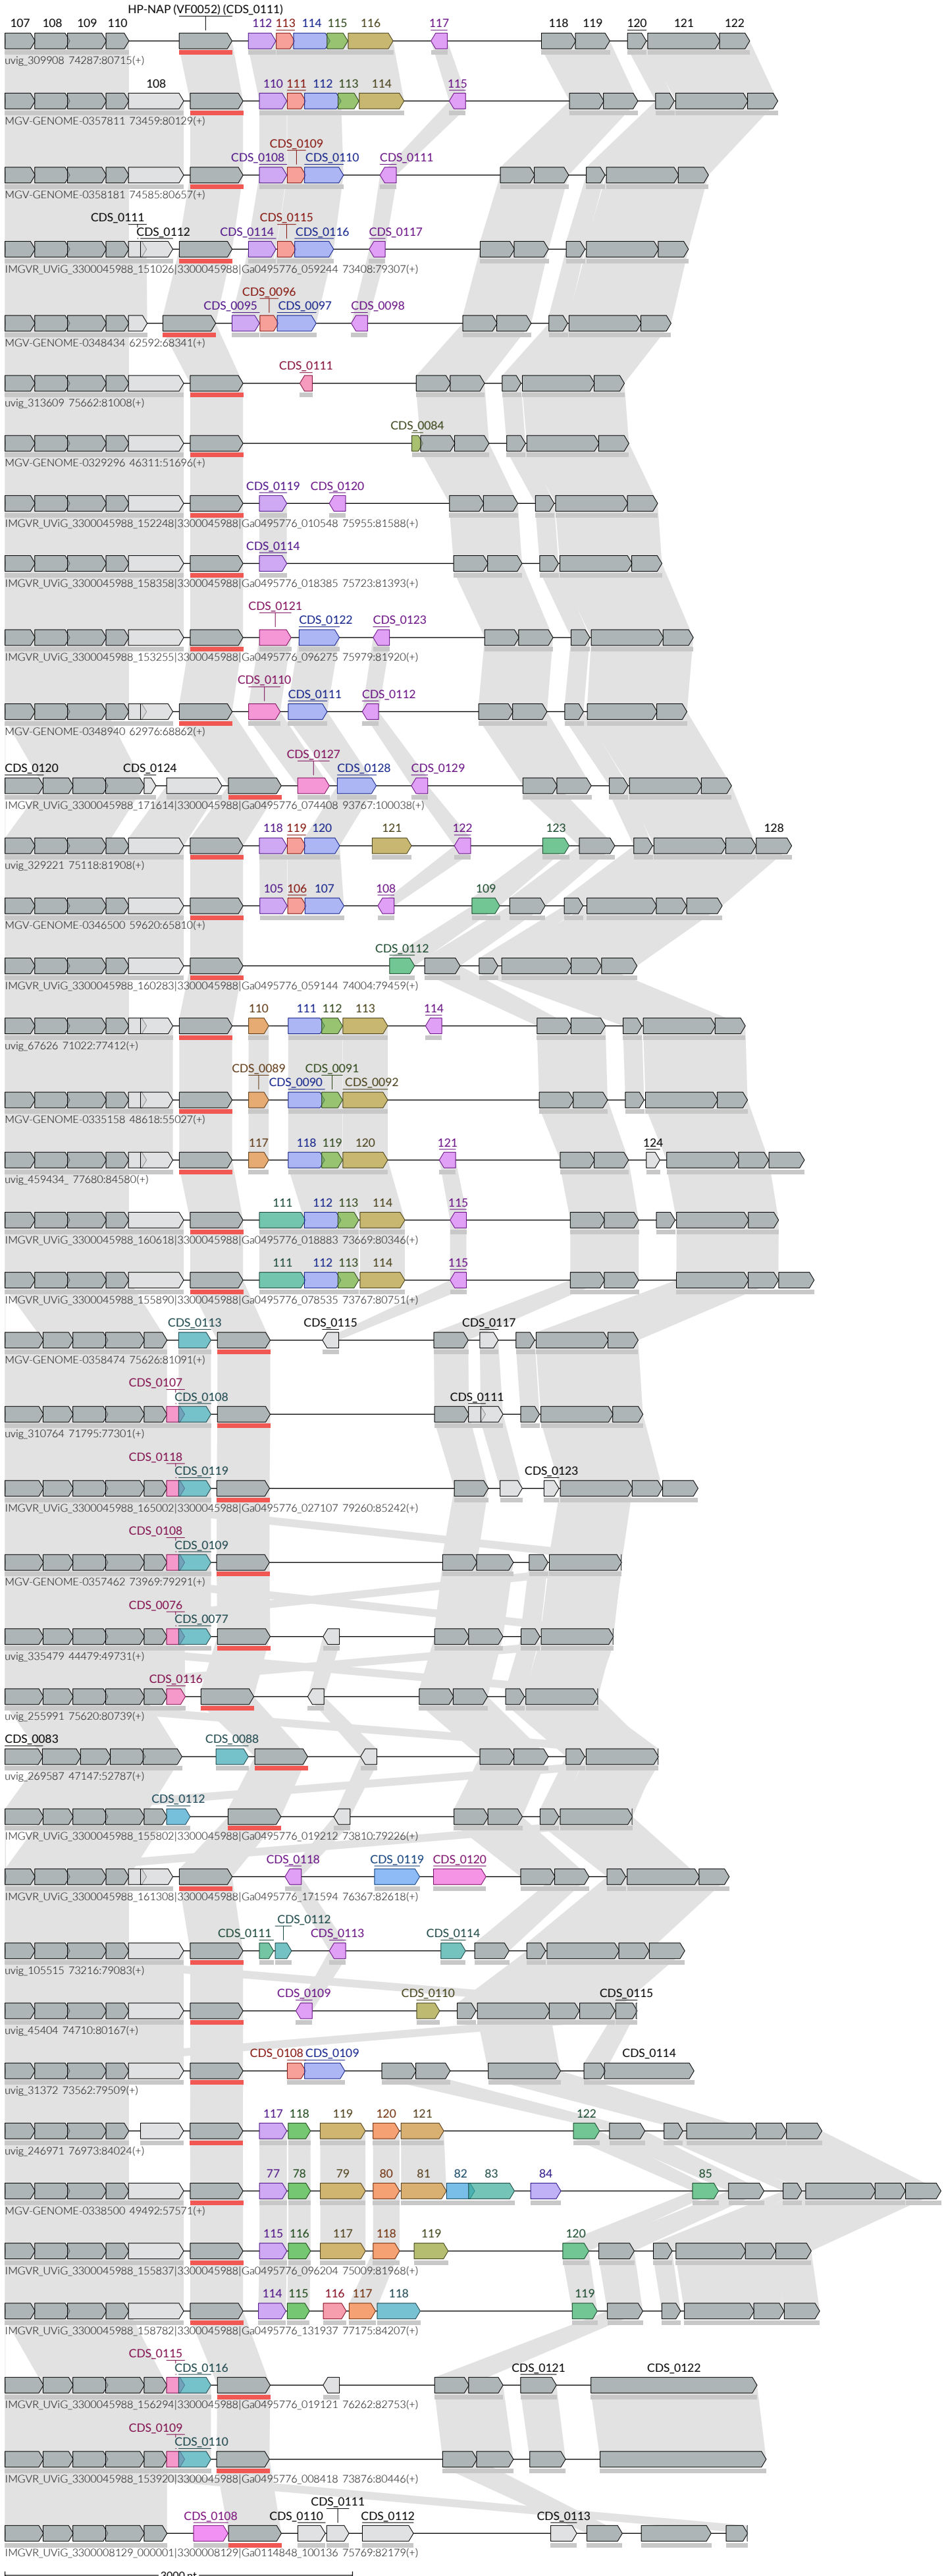 HP-NAP (VF0052) (CDS_0111)
107 108 109 110 112 113 114 115 116 117 118 119 120 121 122
uvig_309908 74287:80715(+)
108 110 111 112 113 114 115
MGV-GENOME-0357811 73459:80129(+)
CDS_0109
CDS_0108 CDS_0110 CDS_0111
MGV-GENOME-0358181 74585:80657(+)
CDS_0111 CDS_0115
CDS_0112 CDS_0114 CDS_0116 CDS_0117
IMGVR_UViG_3300045988_151026|3300045988|Ga0495776_059244 73408:79307(+)
CDS_0096
CDS_0095 CDS_0097 CDS_0098
MGV-GENOME-0348434 62592:68341(+)
CDS_0111
uvig_313609 75662:81008(+)
CDS_0084
MGV-GENOME-0329296 46311:51696(+)
CDS_0119 CDS_0120
IMGVR_UViG_3300045988_152248|3300045988|Ga0495776_010548 75955:81588(+)
CDS_0114
IMGVR_UViG_3300045988_158358|3300045988|Ga0495776_018385 75723:81393(+)
CDS_0121
CDS_0122 CDS_0123
IMGVR_UViG_3300045988_153255|3300045988|Ga0495776_096275 75979:81920(+)
CDS_0110
CDS_0111 CDS_0112
MGV-GENOME-0348940 62976:68862(+)
CDS_0127
CDS_0120 CDS_0124 CDS_0128 CDS_0129
IMGVR_UViG_3300045988_171614|3300045988|Ga0495776_074408 93767:100038(+)
118 119 120 121 122 123 128
uvig_329221 75118:81908(+)
105 106 107 108 109
MGV-GENOME-0346500 59620:65810(+)
CDS_0112
IMGVR_UViG_3300045988_160283|3300045988|Ga0495776_059144 74004:79459(+)
110 111 112 113 114
uvig_67626 71022:77412(+)
CDS_0089 CDS_0091
CDS_0090 CDS_0092
MGV-GENOME-0335158 48618:55027(+)
117 118 119 120 121 124
uvig_459434_ 77680:84580(+)
111 112 113 114 115
IMGVR_UViG_3300045988_160618|3300045988|Ga0495776_018883 73669:80346(+)
111 112 113 114 115
IMGVR_UViG_3300045988_155890|3300045988|Ga0495776_078535 73767:80751(+)
CDS_0113 CDS_0115 CDS_0117
MGV-GENOME-0358474 75626:81091(+)
CDS_0107
CDS_0108 CDS_0111
uvig_310764 71795:77301(+)
CDS_0118
CDS_0119 CDS_0123
IMGVR_UViG_3300045988_165002|3300045988|Ga0495776_027107 79260:85242(+)
CDS_0108
CDS_0109
MGV-GENOME-0357462 73969:79291(+)
CDS_0076
CDS_0077
uvig_335479 44479:49731(+)
CDS_0116
uvig_255991 75620:80739(+)
CDS_0083 CDS_0088
uvig_269587 47147:52787(+)
CDS_0112
IMGVR_UViG_3300045988_155802|3300045988|Ga0495776_019212 73810:79226(+)
CDS_0118 CDS_0119 CDS_0120
IMGVR_UViG_3300045988_161308|3300045988|Ga0495776_171594 76367:82618(+)
CDS_0112
CDS_0111 CDS_0113 CDS_0114
uvig_105515 73216:79083(+)
CDS_0109 CDS_0110 CDS_0115
uvig_45404 74710:80167(+)
CDS_0108 CDS_0109 CDS_0114
uvig_31372 73562:79509(+)
117 118 119 120 121 122
uvig_246971 76973:84024(+)
77 78 79 80 81 82 83 84 85
MGV-GENOME-0338500 49492:57571(+)
115 116 117 118 119 120
IMGVR_UViG_3300045988_155837|3300045988|Ga0495776_096204 75009:81968(+)
114 115 116 117 118 119
IMGVR_UViG_3300045988_158782|3300045988|Ga0495776_131937 77175:84207(+)
CDS_0115
CDS_0116 CDS_0121 CDS_0122
IMGVR_UViG_3300045988_156294|3300045988|Ga0495776_019121 76262:82753(+)
CDS_0109
CDS_0110
IMGVR_UViG_3300045988_153920|3300045988|Ga0495776_008418 73876:80446(+)
CDS_0111
CDS_0108 CDS_0110 CDS_0112 CDS_0113
IMGVR_UViG_3300008129_000001|3300008129|Ga0114848_100136 75769:82179(+)
3000 nt